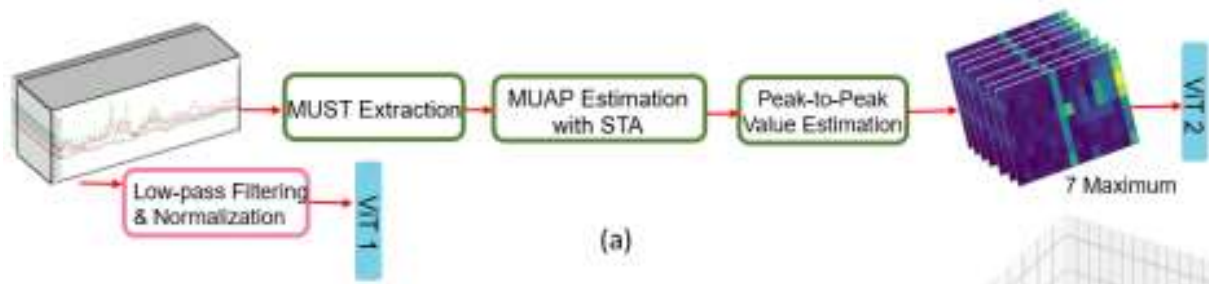 MUST Extraction
MUAP Estimation
with STA
Peak-to-Peak
Value Estimation
VIT 2
7 Maximum
Low-pass Filtering
& Normalization
VIT 1
(a)